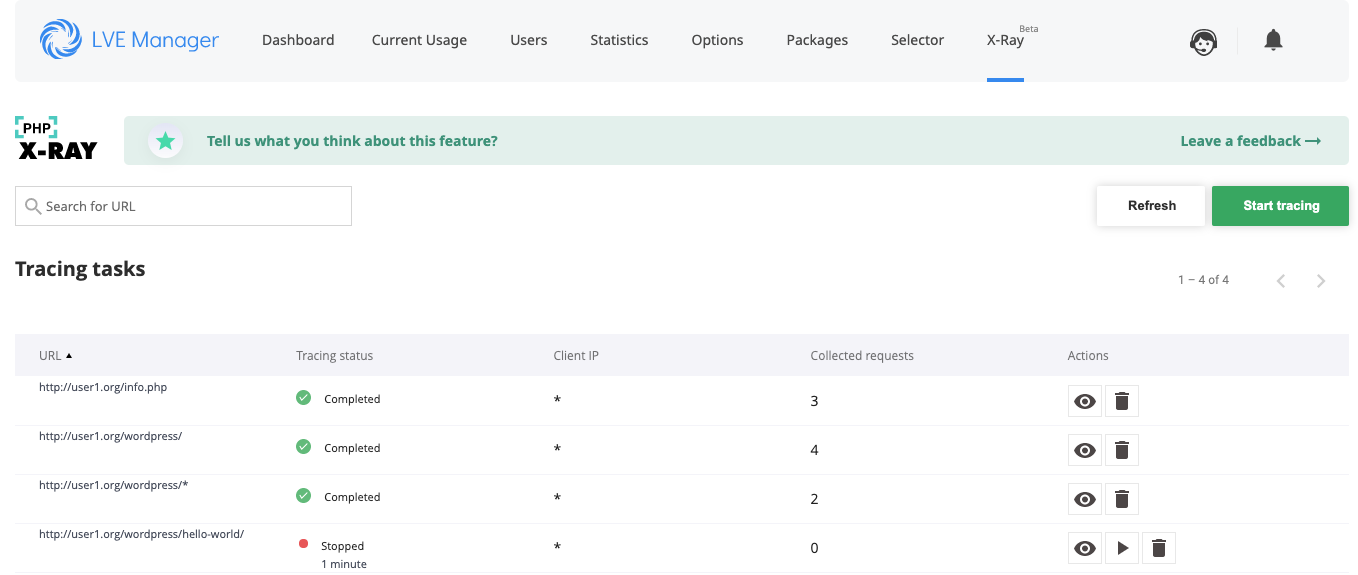 LVE Manager Dashboard Current Usage Users Statistics Options Packages Selector X-Ray Beta
PHP
X-RAY
Tell us what you think about this feature? Leave a feedback →
Search for URL Refresh Start tracing
Tracing tasks
1 – 4 of 4
URL Tracing status Client IP Collected requests Actions
http://user1.org/info.php Completed * 3
http://user1.org/wordpress/ Completed * 4
http://user1.org/wordpress/* Completed * 2
http://user1.org/wordpress/hello-world/ Stopped * 0
1 minute